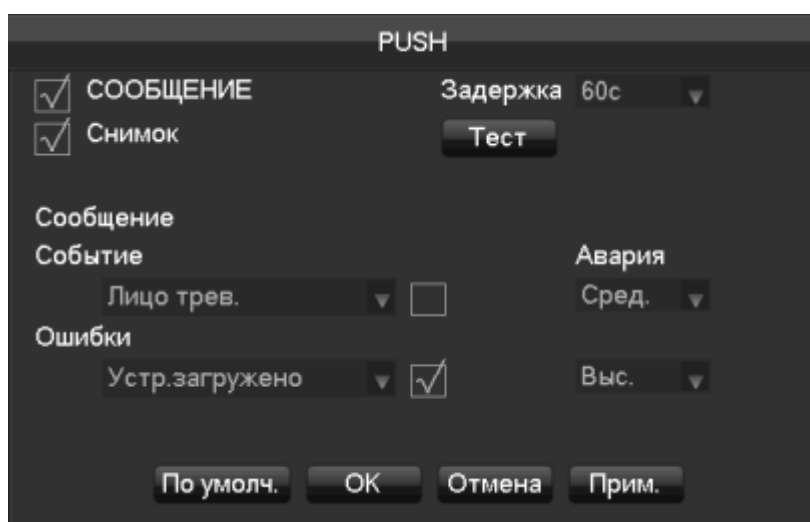 PUSH
СООБЩЕНИЕ Задержка 60с
Снимок Тест
Сообщение
Событие Авария
Лицо трев. Сред.
Ошибки
Устр.загружено Выс.
По умолч. OK Отмена Прим.